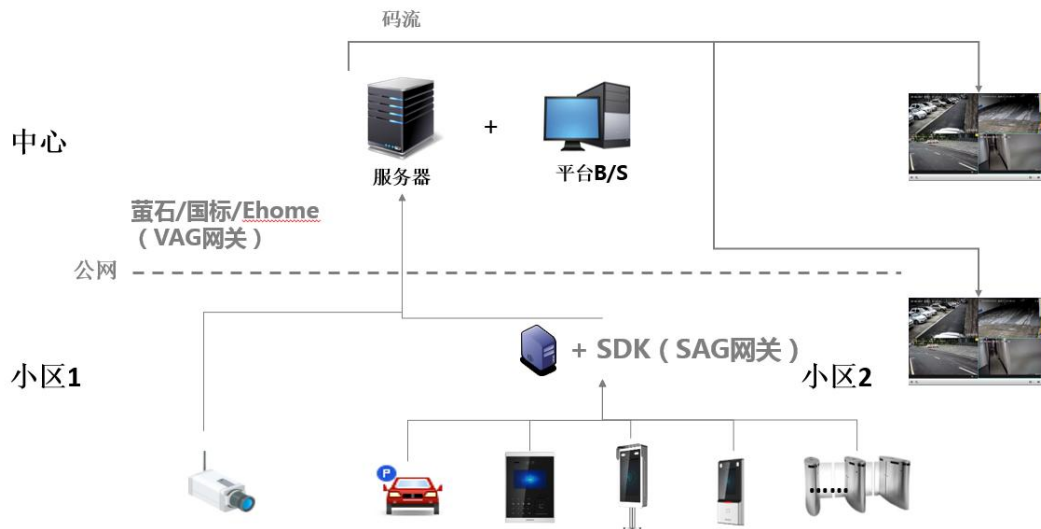 码流
中心
+
服务器
平台B/S
萤石/国标/Ehome
（VAG网关）
公网
+ SDK（SAG网关）
小区1
小区2
P